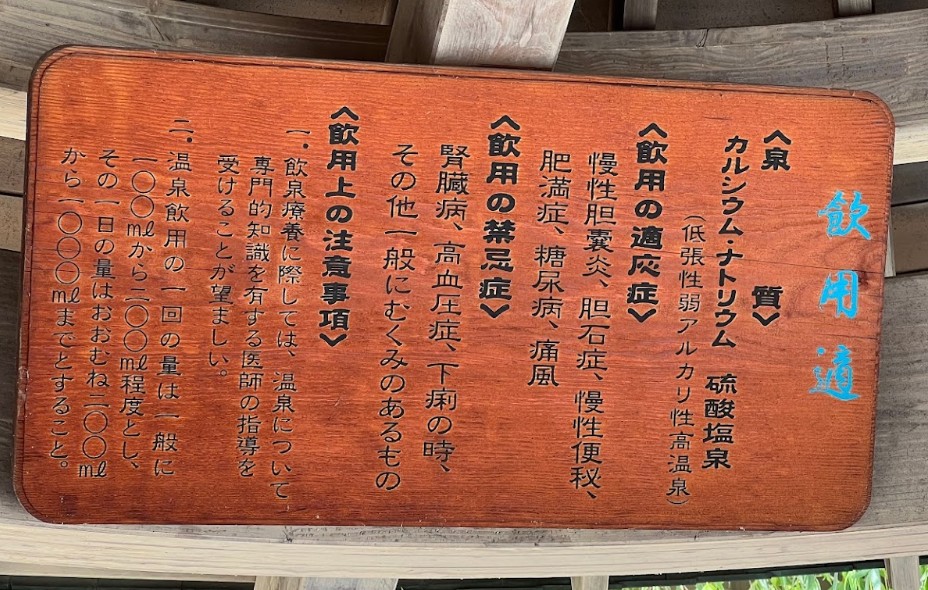 飲用適
〈泉質〉
カルシウム・ナトリウム 硫酸塩泉
（低張性弱アルカリ性高温泉）
〈飲用の適応症〉
慢性胆嚢炎、胆石症、慢性便秘、
肥満症、糖尿病、痛風
〈飲用の禁忌症〉
腎臓病、高血圧症、下痢の時、
その他一般にむくみのあるもの
〈飲用上の注意事項〉
一．飲泉療養に際しては、温泉について
専門的知識を有する医師の指導を
受けることが望ましい。
二．温泉飲用の一回の量は一般に
一〇〇mlから二〇〇ml程度とし、
その一日の量はおおむね二〇〇ml
から一〇〇〇mlまでとすること。